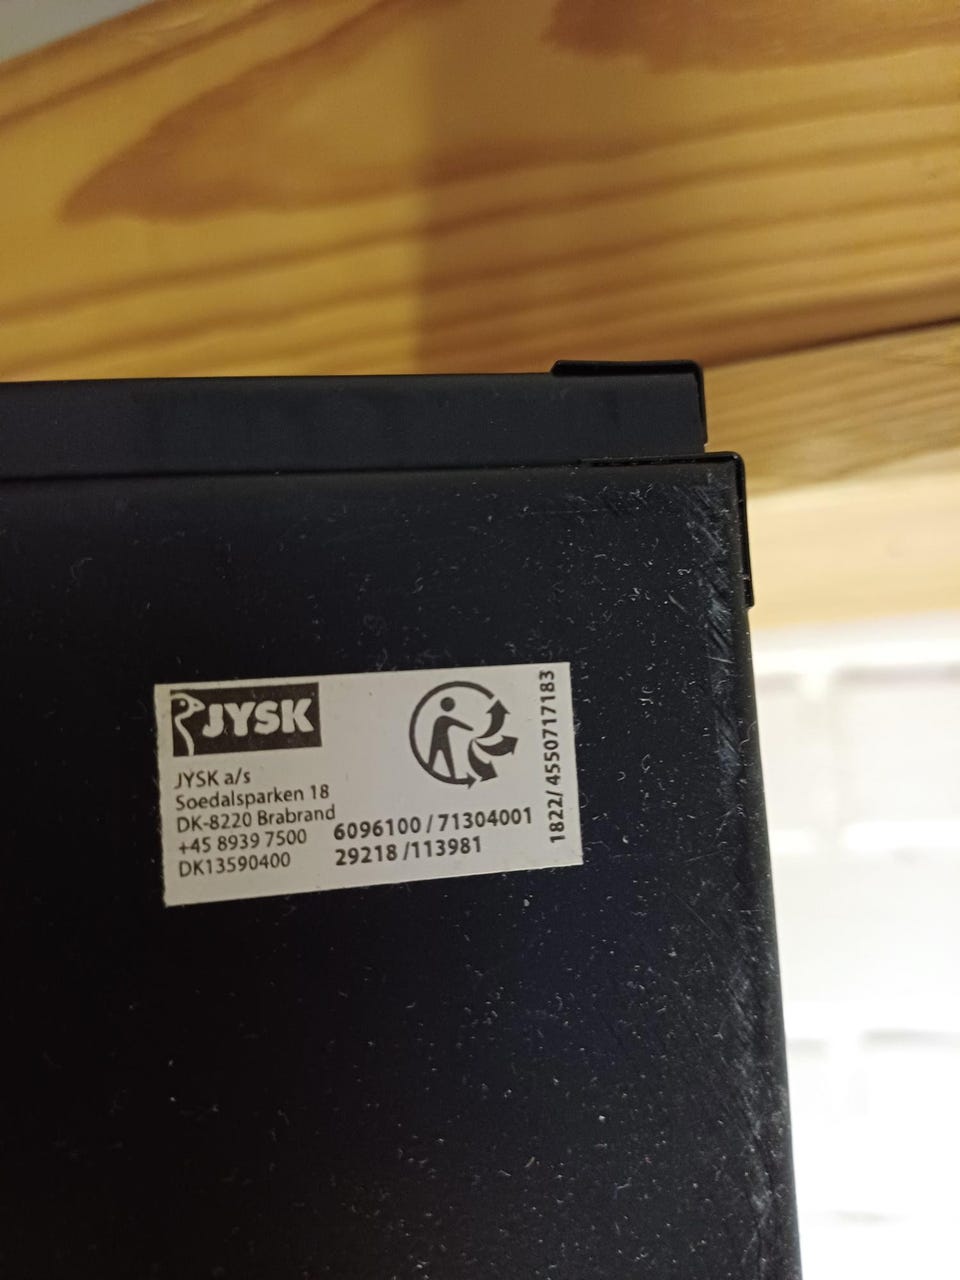 JYSK
JYSK a/s
Soedalsparken 18
DK-8220 Brabrand
+45 8939 7500
DK13590400
6096100 / 71304001
29218 /113981
1822/ 4550717183